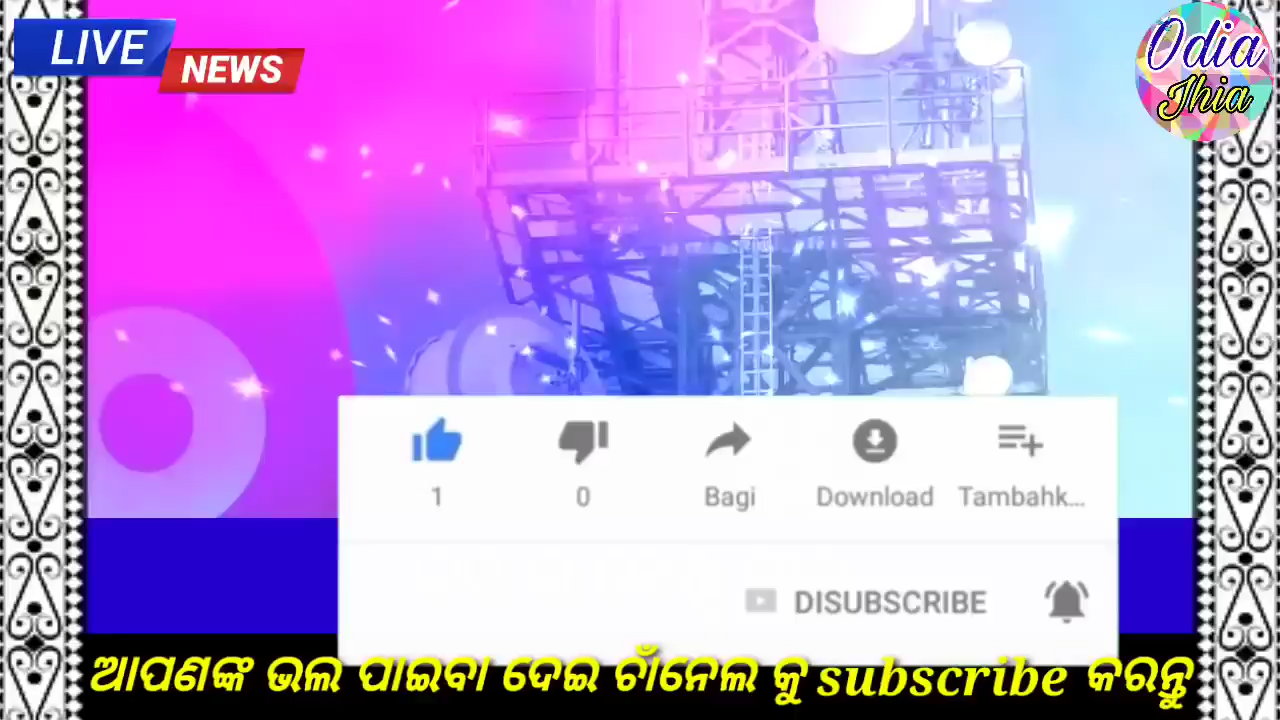 LIVE
NEWS
Odia
Jhia
1 0 Bagi Download Tambahk...
DISUBSCRIBE
ଆପଣଙ୍କ ଭଲ ପାଇବା ଦେଇ ଚାଁନେଲ କୁ subscribe କରନ୍ତୁ